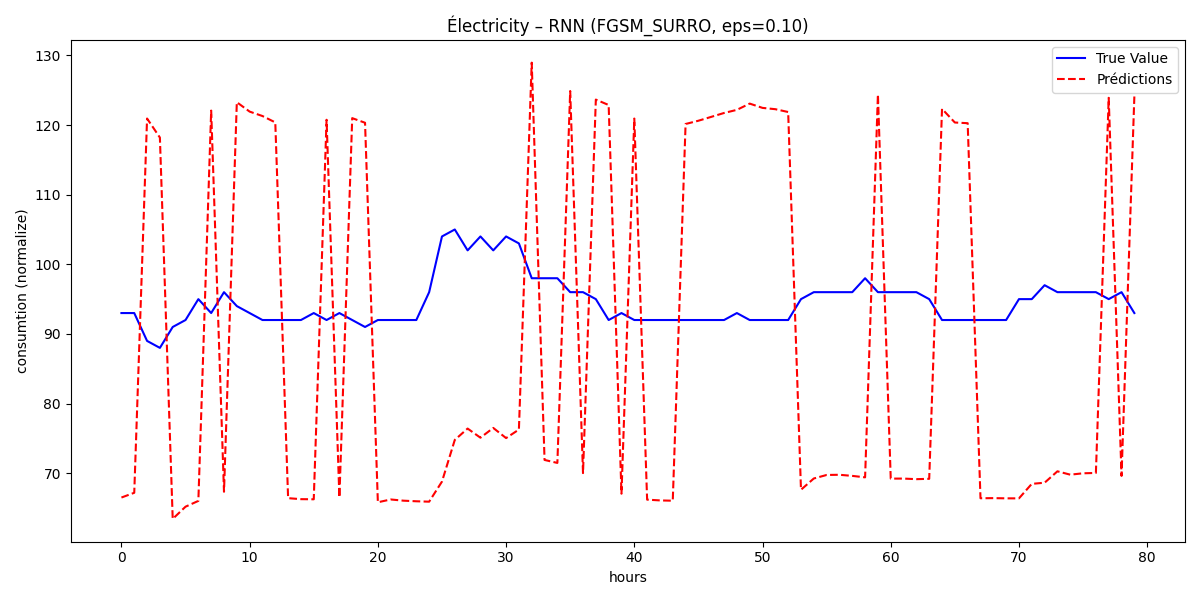 Électricity – RNN (FGSM_SURRO, eps=0.10)
True Value
Prédictions
consumtion (normalize)
130
120
110
100
90
80
70
0 10 20 30 40 50 60 70 80
hours